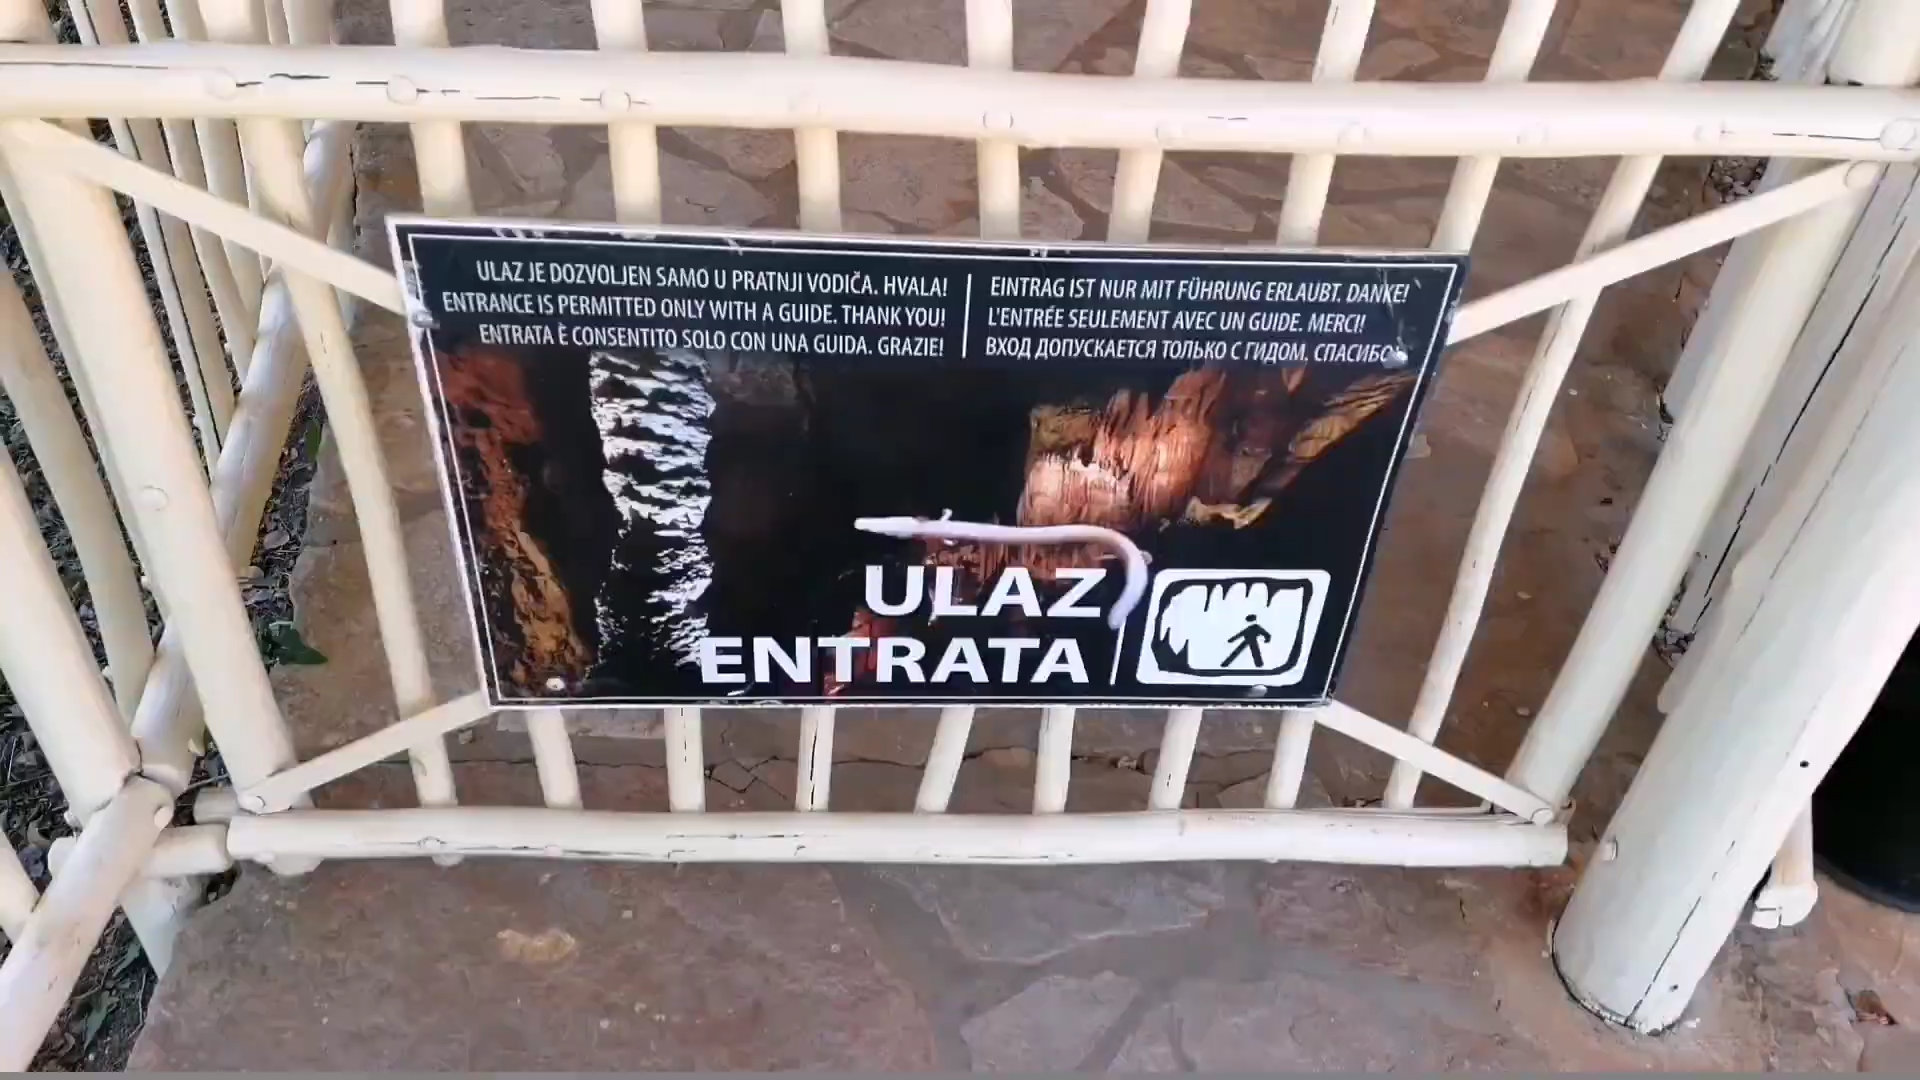 ULAZ JE DOZVOLJEN SAMO U PRATNJI VODIČA. HVALA!
ENTRANCE IS PERMITTED ONLY WITH A GUIDE. THANK YOU!
ENTRATA È CONSENTITO SOLO CON UNA GUIDA. GRAZIE!
EINTRAG IST NUR MIT FÜHRUNG ERLAUBT. DANKE!
L'ENTRÉE SEULEMENT AVEC UN GUIDE. MERCI!
ВХОД ДОПУСКАЕТСЯ ТОЛЬКО С ГИДОМ. СПАСИБО
ULAZ
ENTRATA